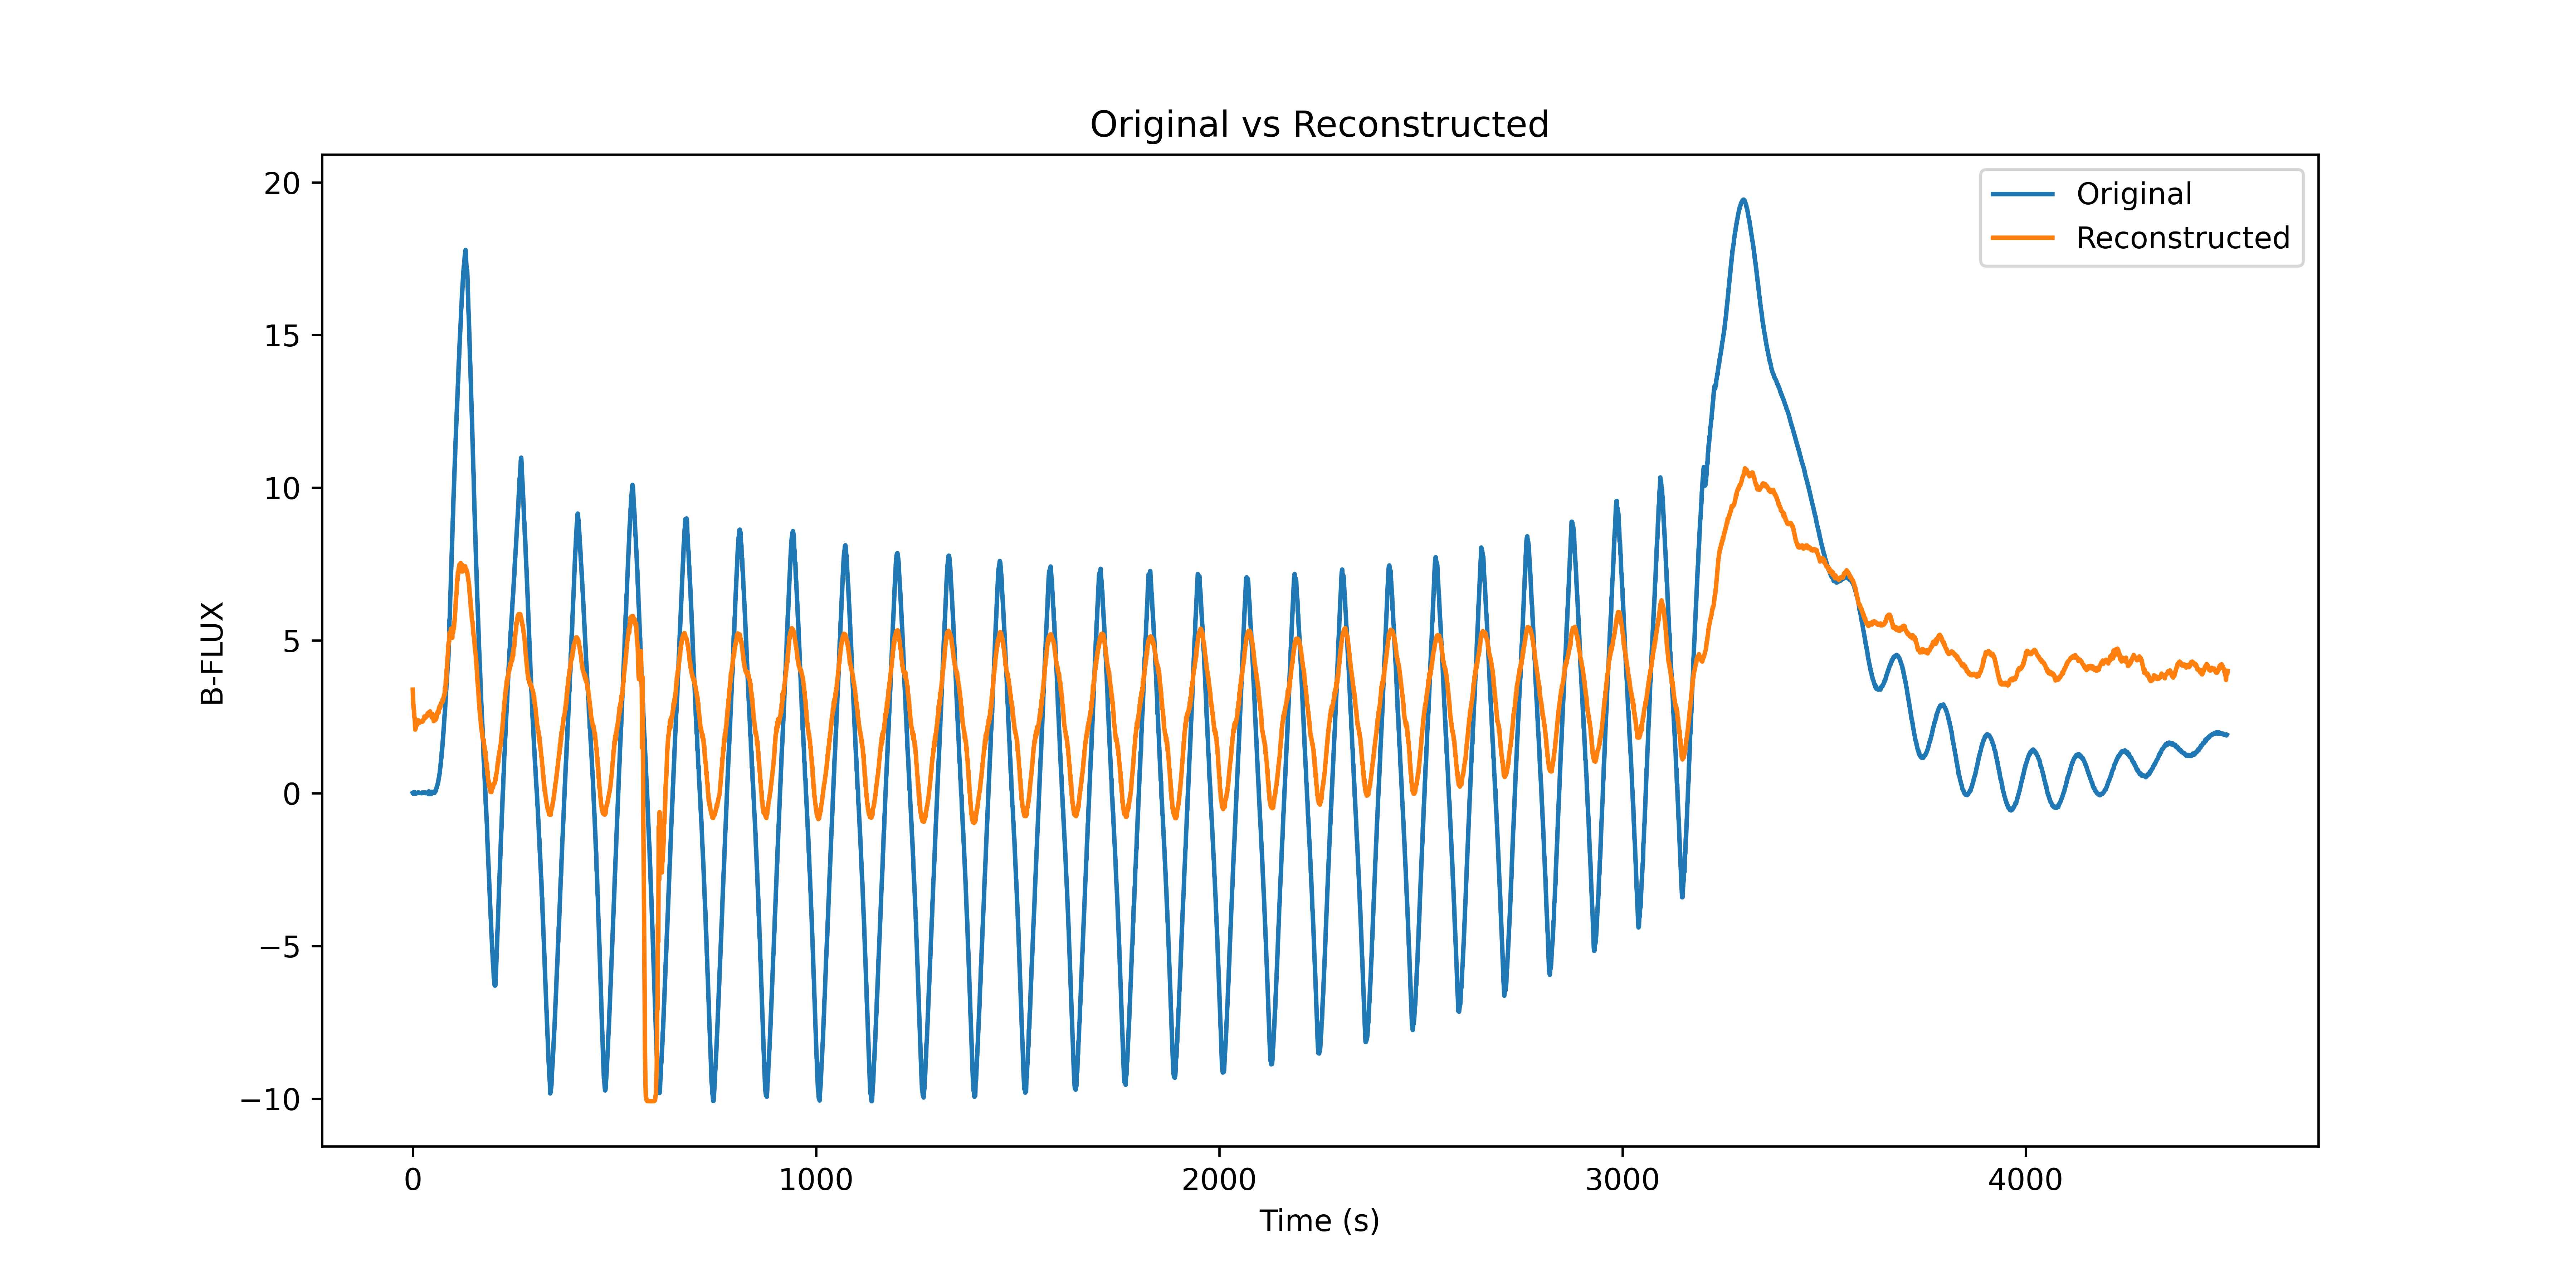 Original vs Reconstructed
20
15
10
5
0
−5
−10
B-FLUX
Original
Reconstructed
0
1000
2000
3000
4000
Time (s)